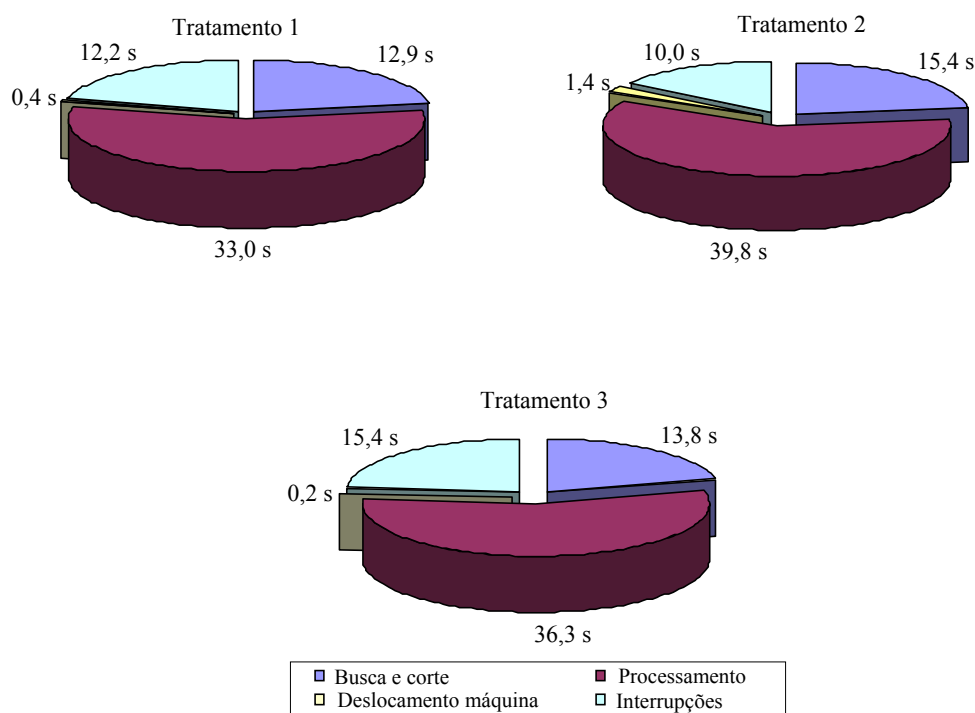 Tratamento 1
12,2 s
12,9 s
0,4 s
33,0 s
Tratamento 2
10,0 s
15,4 s
1,4 s
39,8 s
Tratamento 3
15,4 s
13,8 s
0,2 s
36,3 s
Busca e corte
Processamento
Deslocamento máquina
Interrupções